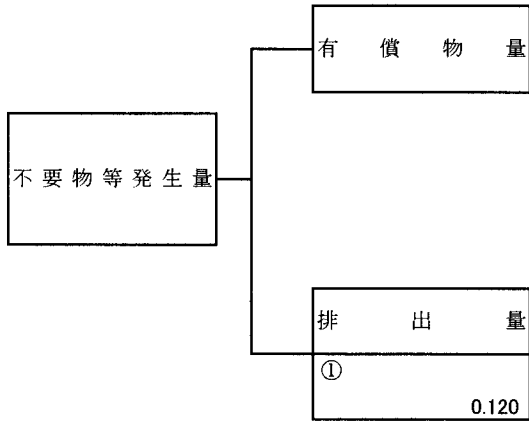 有償物量
不要物等発生量
排出量
①
0.120